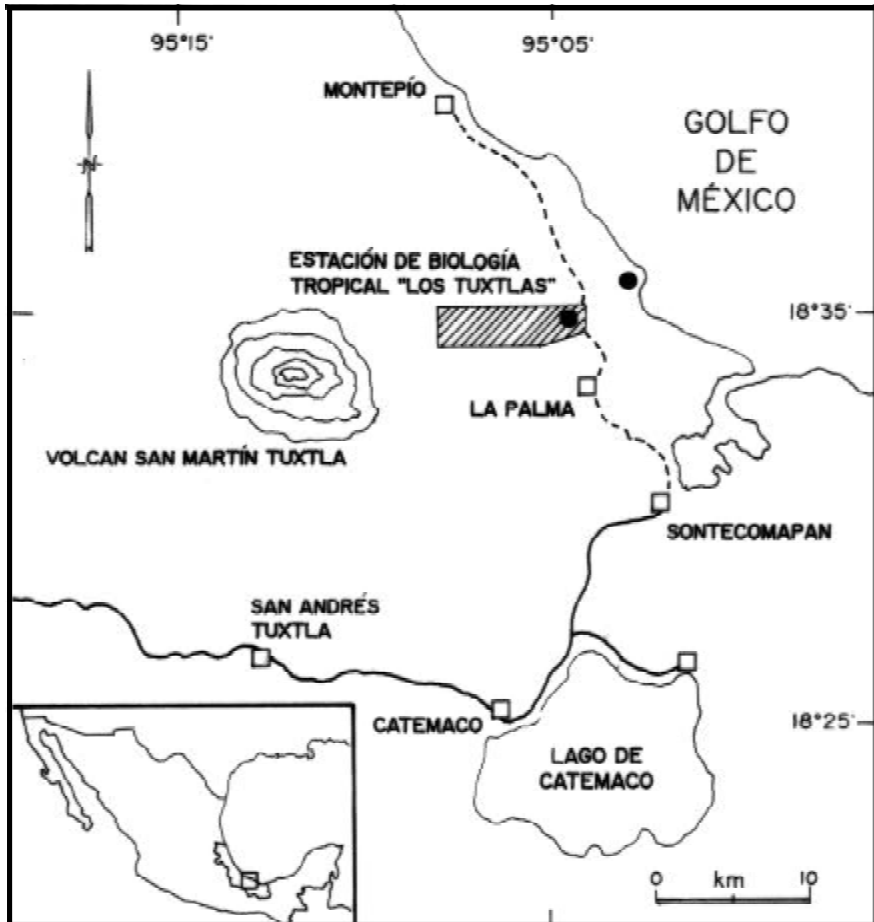 95°15'
95°05'
MONTEPÍO
GOLFO
DE
MÉXICO
N
ESTACIÓN DE BIOLOGÍA
TROPICAL "LOS TUXTLAS"
18°35'
LA PALMA
VOLCAN SAN MARTÍN TUXTLA
SONTECOMAPAN
SAN ANDRÉS
TUXTLA
CATEMACO
18°25'
LAGO DE
CATEMACO
0 km 10